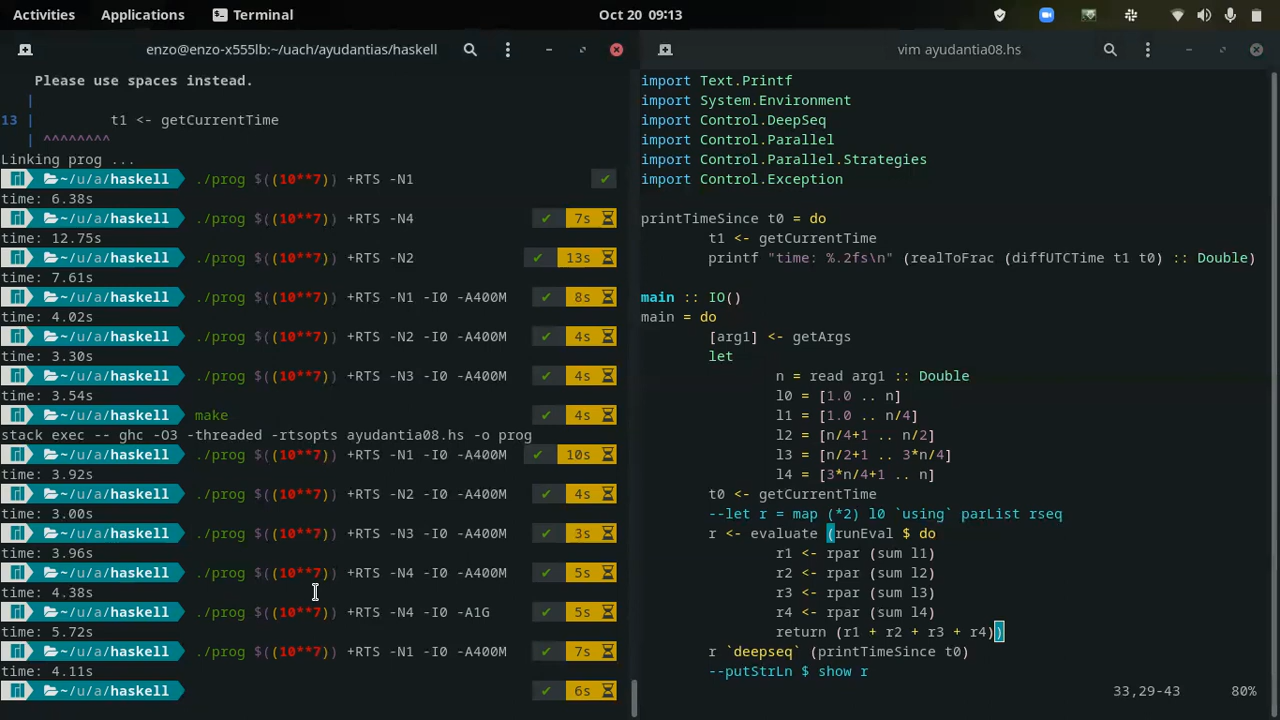 Activities Applications Terminal Oct 20 09:13
enzo@enzo-x555lb:~/uach/ayudantias/haskell
Please use spaces instead.
|
13 | t1 <- getCurrentTime
| ^^^^^^^^
Linking prog ...
~/u/a/haskell ./prog $((10**7)) +RTS -N1 ✔
time: 6.38s
~/u/a/haskell ./prog $((10**7)) +RTS -N4 ✔ 7s
time: 12.75s
~/u/a/haskell ./prog $((10**7)) +RTS -N2 ✔ 13s
time: 7.61s
~/u/a/haskell ./prog $((10**7)) +RTS -N1 -I0 -A400M ✔ 8s
time: 4.02s
~/u/a/haskell ./prog $((10**7)) +RTS -N2 -I0 -A400M ✔ 4s
time: 3.30s
~/u/a/haskell ./prog $((10**7)) +RTS -N3 -I0 -A400M ✔ 4s
time: 3.54s
~/u/a/haskell make ✔ 4s
stack exec -- ghc -O3 -threaded -rtsopts ayudantia08.hs -o prog
~/u/a/haskell ./prog $((10**7)) +RTS -N1 -I0 -A400M ✔ 10s
time: 3.92s
~/u/a/haskell ./prog $((10**7)) +RTS -N2 -I0 -A400M ✔ 4s
time: 3.00s
~/u/a/haskell ./prog $((10**7)) +RTS -N3 -I0 -A400M ✔ 3s
time: 3.96s
~/u/a/haskell ./prog $((10**7)) +RTS -N4 -I0 -A400M ✔ 5s
time: 4.38s
~/u/a/haskell ./prog $((10**7)) +RTS -N4 -I0 -A1G ✔ 5s
time: 5.72s
~/u/a/haskell ./prog $((10**7)) +RTS -N1 -I0 -A400M ✔ 7s
time: 4.11s
~/u/a/haskell ✔ 6s
vim ayudantia08.hs
import Text.Printf
import System.Environment
import Control.DeepSeq
import Control.Parallel
import Control.Parallel.Strategies
import Control.Exception
printTimeSince t0 = do
t1 <- getCurrentTime
printf "time: %.2fs\n" (realToFrac (diffUTCTime t1 t0) :: Double)
main :: IO()
main = do
[arg1] <- getArgs
let
n = read arg1 :: Double
l0 = [1.0 .. n]
l1 = [1.0 .. n/4]
l2 = [n/4+1 .. n/2]
l3 = [n/2+1 .. 3*n/4]
l4 = [3*n/4+1 .. n]
t0 <- getCurrentTime
--let r = map (*2) l0 `using` parList rseq
r <- evaluate (runEval $ do
r1 <- rpar (sum l1)
r2 <- rpar (sum l2)
r3 <- rpar (sum l3)
r4 <- rpar (sum l4)
return (r1 + r2 + r3 + r4))
r `deepseq` (printTimeSince t0)
--putStrLn $ show r
33,29-43 80%